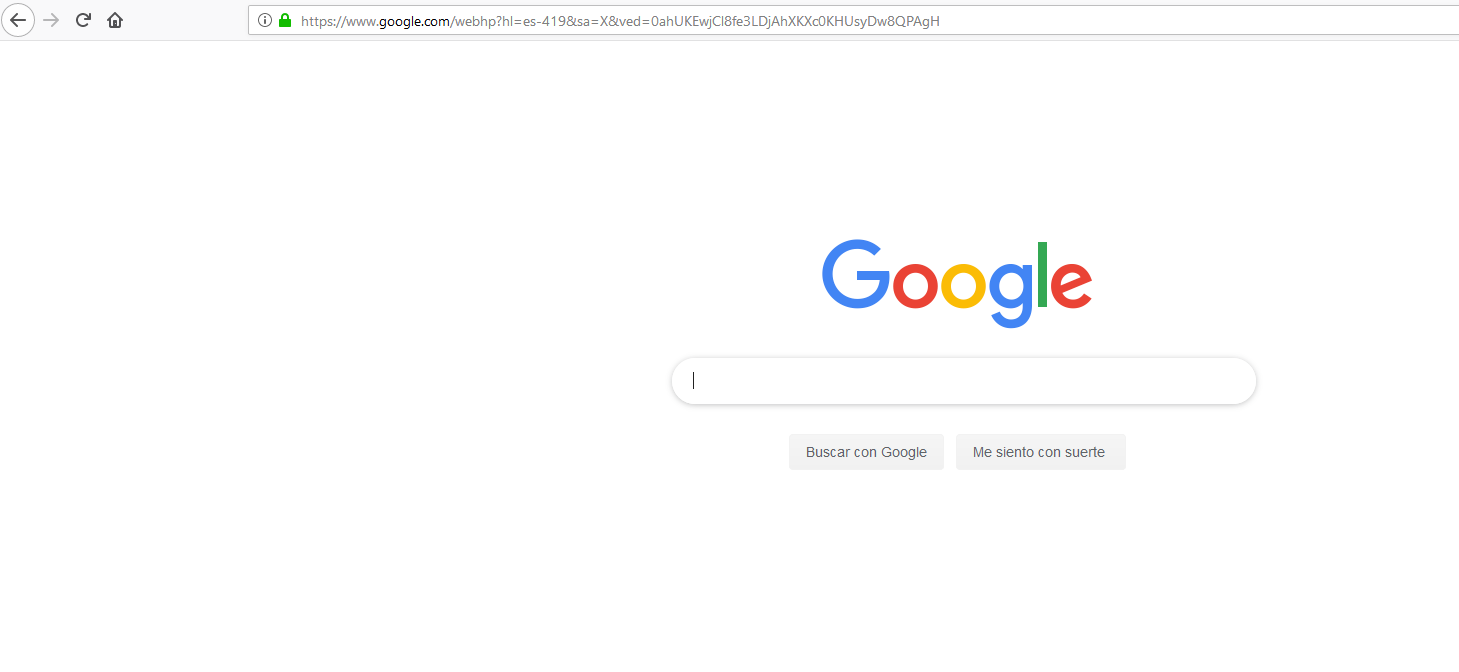 https://www.google.com/webhp?hl=es-419&sa=X&ved=0ahUKEwjCl8fe3LDjAhXKXc0KHUsyDw8QPAgH
Google
Buscar con Google
Me siento con suerte